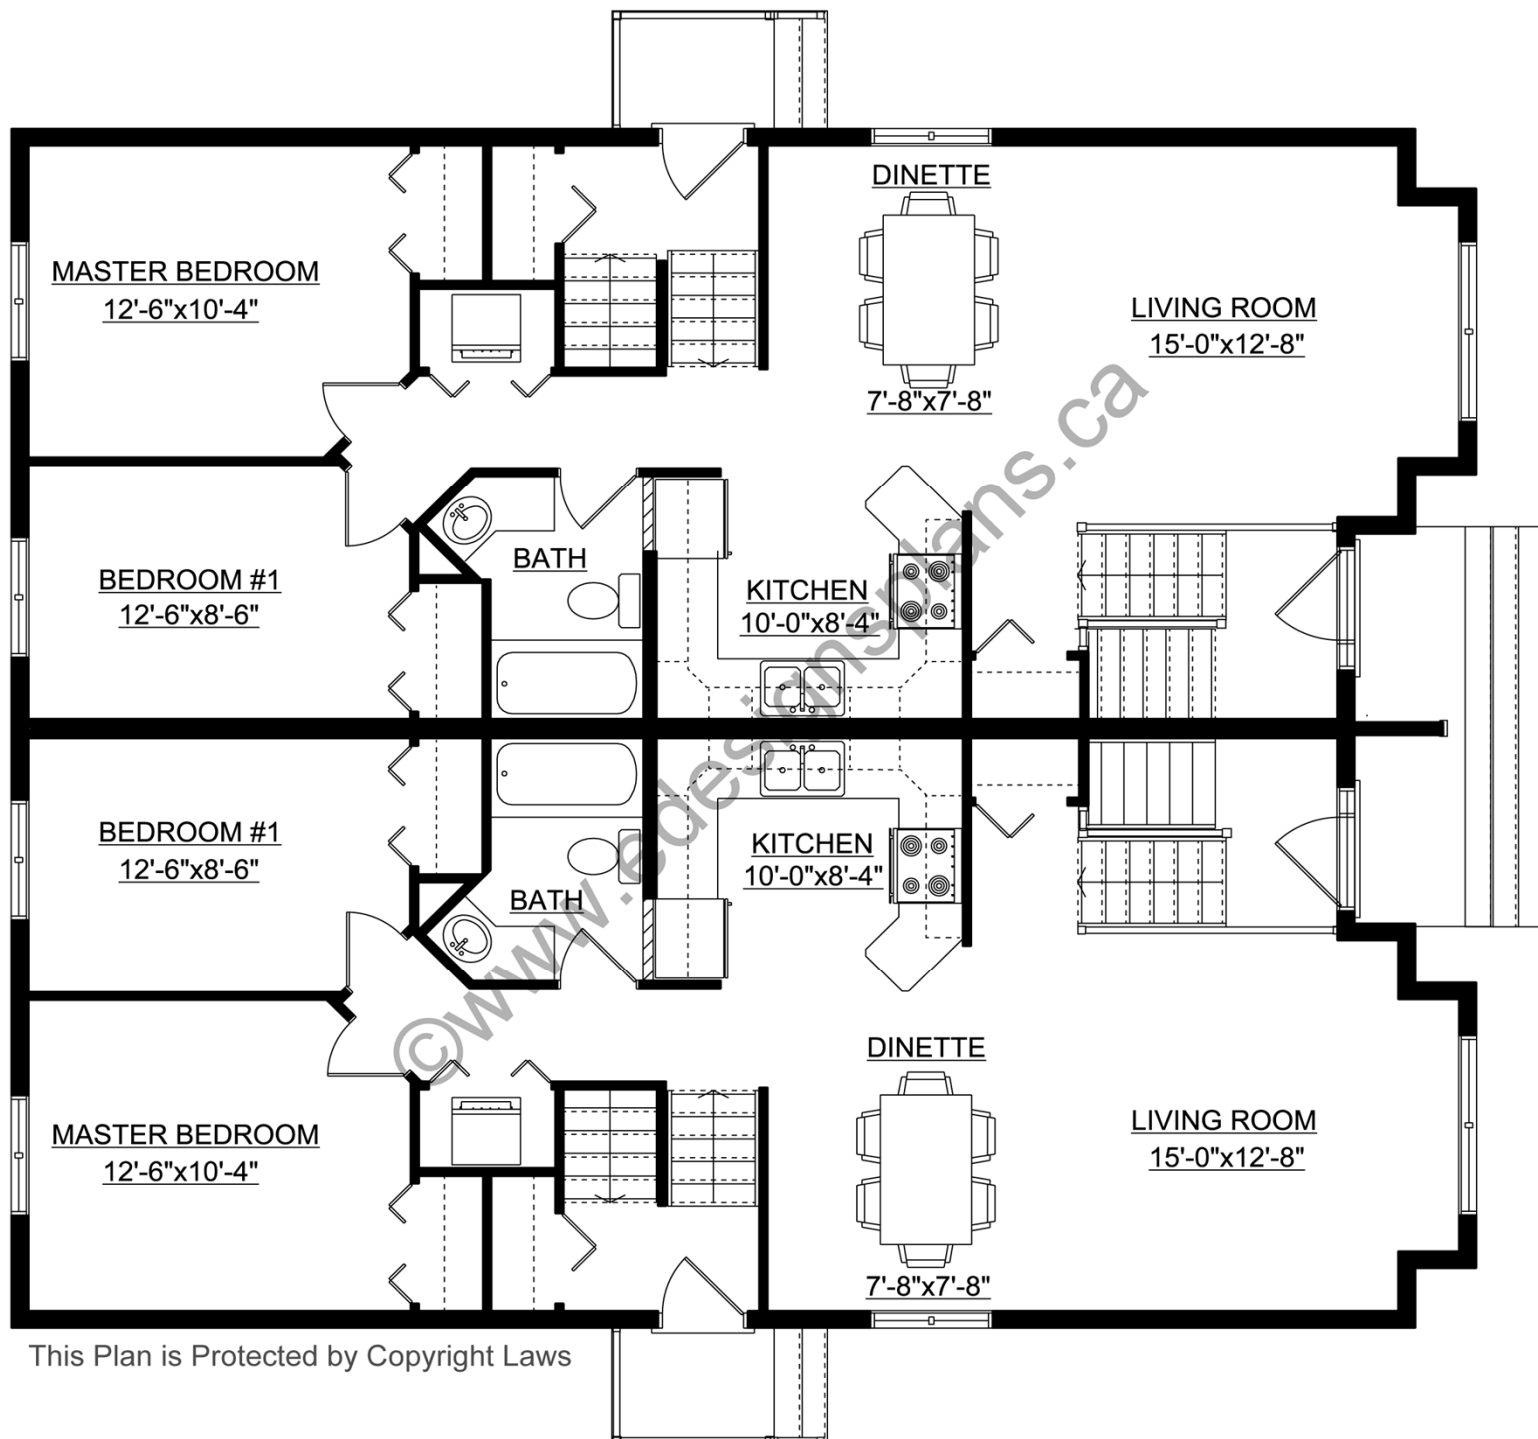 DINETTE
MASTER BEDROOM
12'-6"x10'-4"
LIVING ROOM
15'-0"x12'-8"
7'-8"x7'-8"
BATH
BEDROOM #1
12'-6"x8'-6"
KITCHEN
10'-0"x8'-4"
©www.edesignsplans.ca
BEDROOM #1
12'-6"x8'-6"
KITCHEN
10'-0"x8'-4"
BATH
DINETTE
MASTER BEDROOM
12'-6"x10'-4"
LIVING ROOM
15'-0"x12'-8"
7'-8"x7'-8"
This Plan is Protected by Copyright Laws